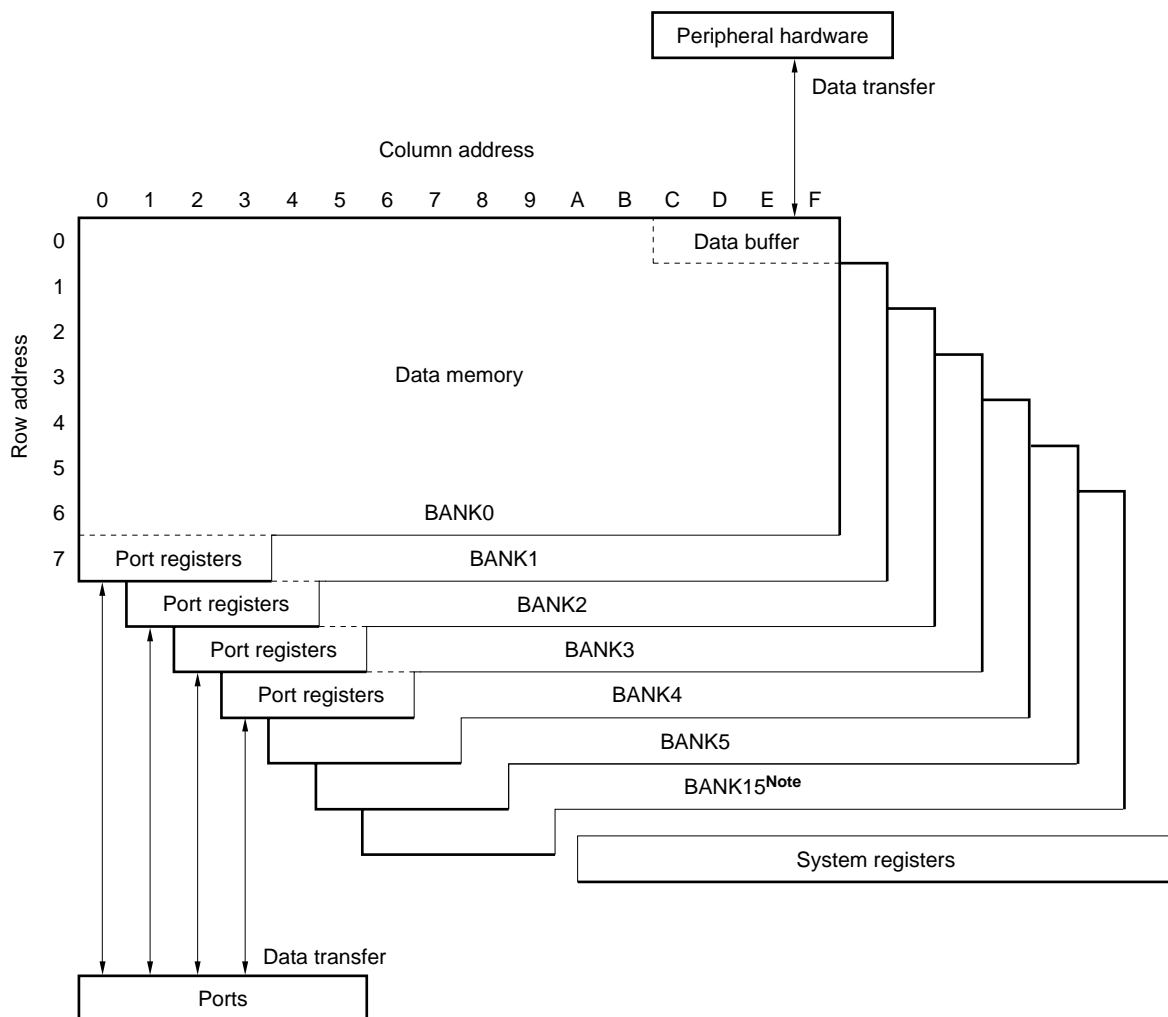 Peripheral hardware
Data transfer
Column address
0 1 2 3 4 5 6 7 8 9 A B C D E F
Row address
0
Data buffer
1
2
3
Data memory
4
5
6
BANK0
7
Port registers
BANK1
Port registers
BANK2
Port registers
BANK3
Port registers
BANK4
BANK5
BANK15Note
System registers
Data transfer
Ports